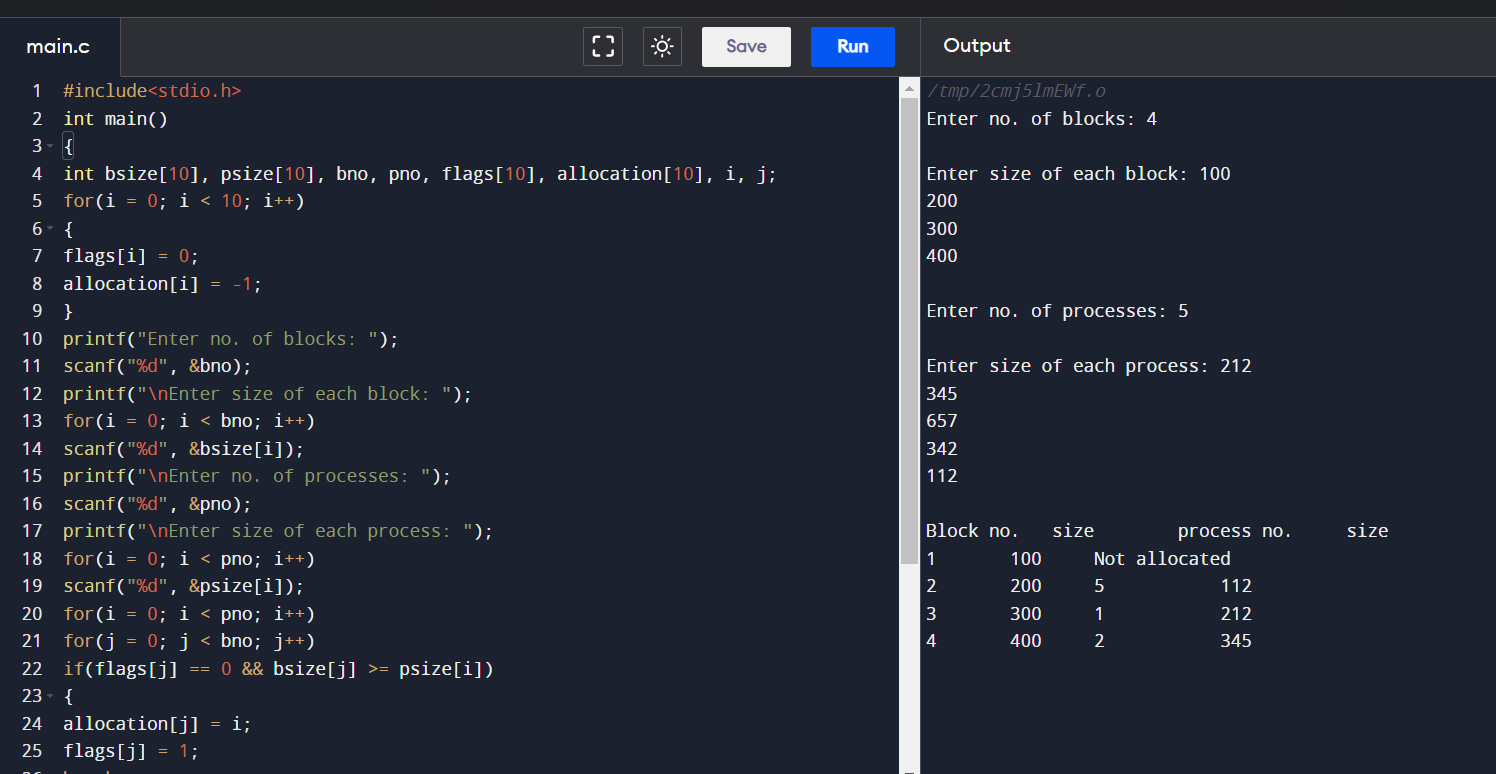 main.c
Save
Run
Output
1 #include<stdio.h>
2 int main()
3 {
4 int bsize[10], psize[10], bno, pno, flags[10], allocation[10], i, j;
5 for(i = 0; i < 10; i++)
6 {
7 flags[i] = 0;
8 allocation[i] = -1;
9 }
10 printf("Enter no. of blocks: ");
11 scanf("%d", &bno);
12 printf("\nEnter size of each block: ");
13 for(i = 0; i < bno; i++)
14 scanf("%d", &bsize[i]);
15 printf("\nEnter no. of processes: ");
16 scanf("%d", &pno);
17 printf("\nEnter size of each process: ");
18 for(i = 0; i < pno; i++)
19 scanf("%d", &psize[i]);
20 for(i = 0; i < pno; i++)
21 for(j = 0; j < bno; j++)
22 if(flags[j] == 0 && bsize[j] >= psize[i])
23 {
24 allocation[j] = i;
25 flags[j] = 1;
/tmp/2cmj5lmEWf.o
Enter no. of blocks: 4
Enter size of each block: 100
200
300
400
Enter no. of processes: 5
Enter size of each process: 212
345
657
342
112
Block no. size process no. size
1 100 Not allocated
2 200 5 112
3 300 1 212
4 400 2 345